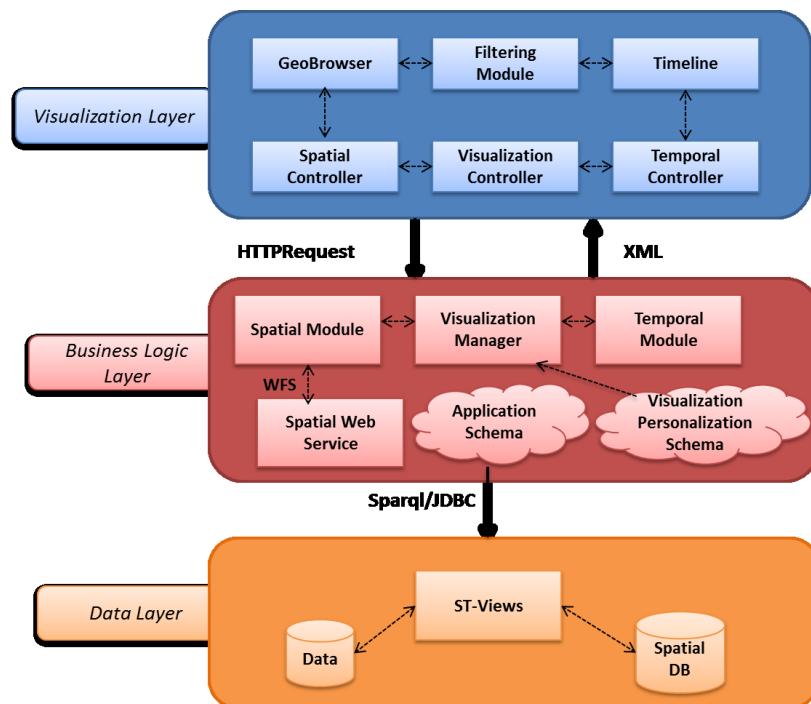 Visualization Layer
GeoBrowser
Filtering
Module
Timeline
Spatial
Controller
Visualization
Controller
Temporal
Controller
HTTPRequest
XML
Business Logic
Layer
Spatial Module
Visualization
Manager
Temporal
Module
WFS
Spatial Web
Service
Application
Schema
Visualization
Personalization
Schema
Sparql/JDBC
Data Layer
ST-Views
Data
Spatial
DB